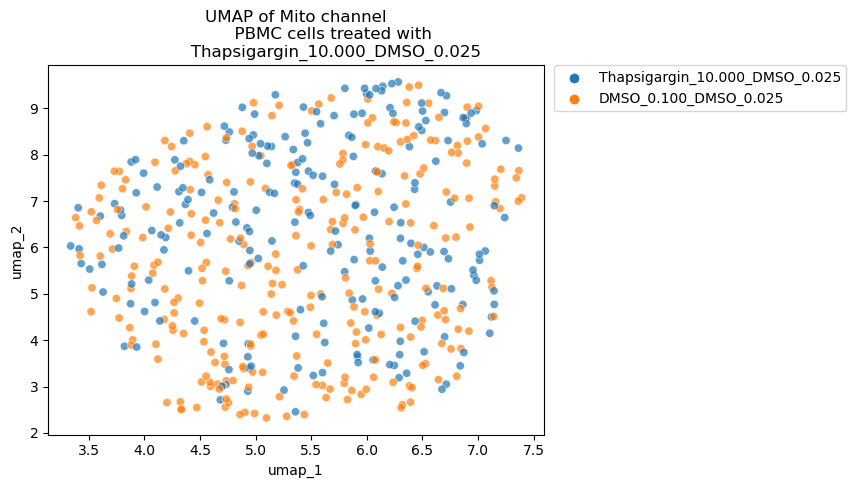 UMAP of Mito channel
PBMC cells treated with
Thapsigargin_10.000_DMSO_0.025
Thapsigargin_10.000_DMSO_0.025
DMSO_0.100_DMSO_0.025
umap_2
9
8
7
6
5
4
3
2
3.5 4.0 4.5 5.0 5.5 6.0 6.5 7.0 7.5
umap_1